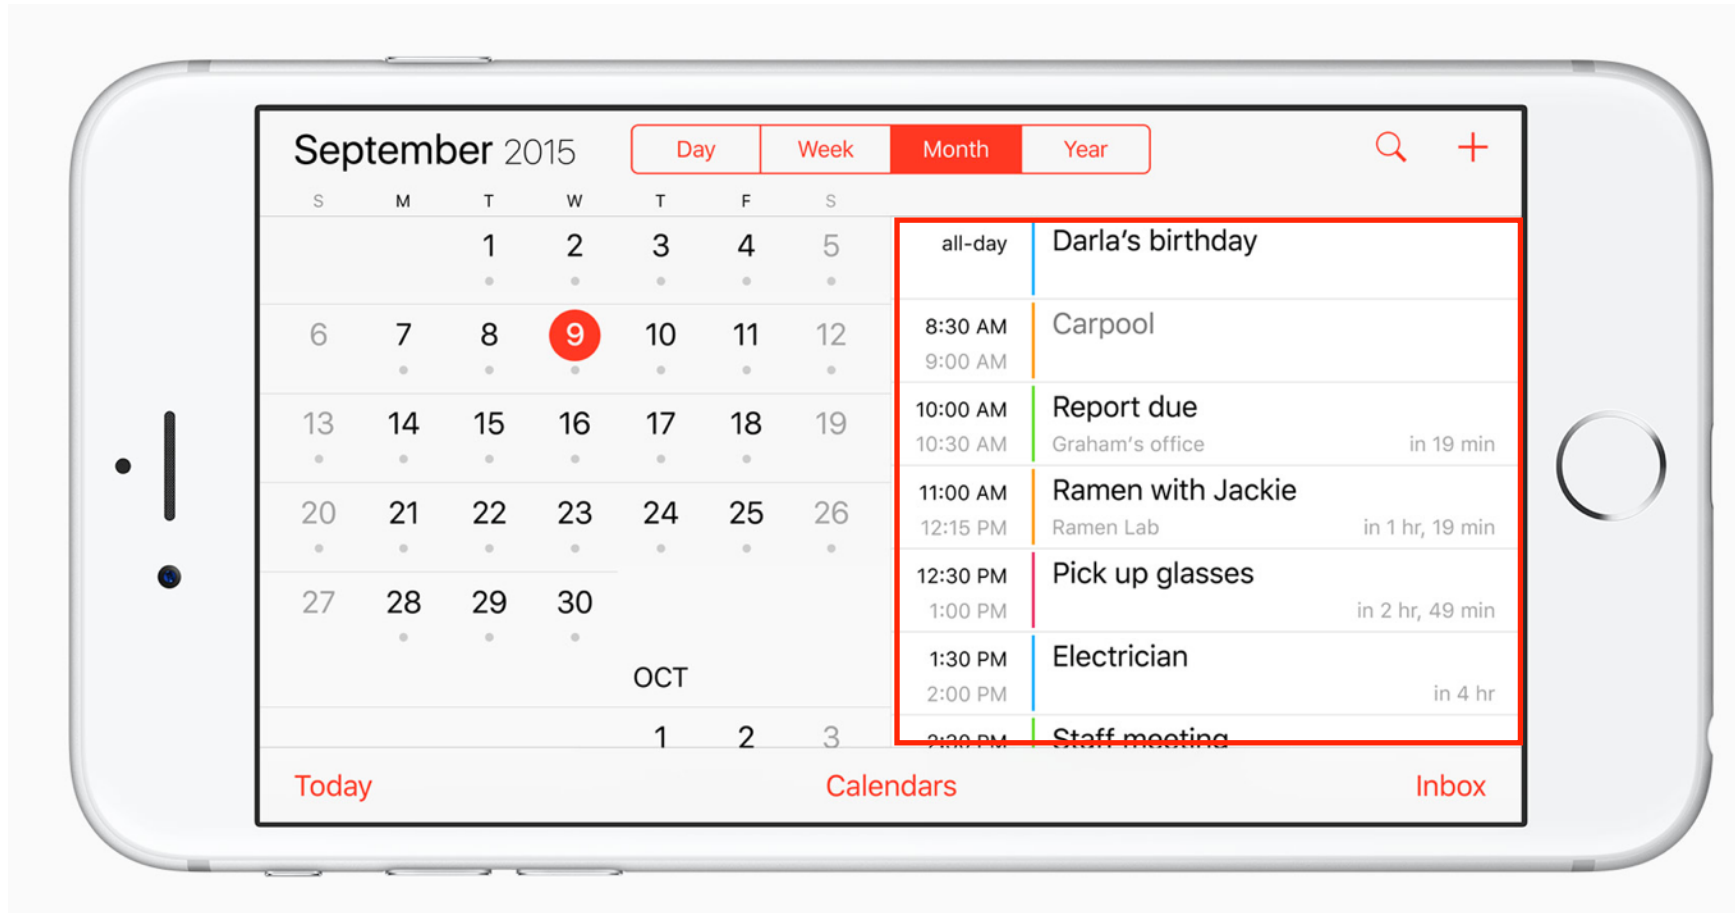 September 2015
Day Week Month Year
S M T W T F S
1 2 3 4 5
6 7 8 9 10 11 12
13 14 15 16 17 18 19
20 21 22 23 24 25 26
27 28 29 30
OCT
1 2 3
all-day Darla's birthday
8:30 AM Carpool
9:00 AM
10:00 AM Report due
10:30 AM Graham's office in 19 min
11:00 AM Ramen with Jackie
12:15 PM Ramen Lab in 1 hr, 19 min
12:30 PM Pick up glasses
1:00 PM in 2 hr, 49 min
1:30 PM Electrician
2:00 PM in 4 hr
2:30 PM Staff meeting
Today Calendars Inbox